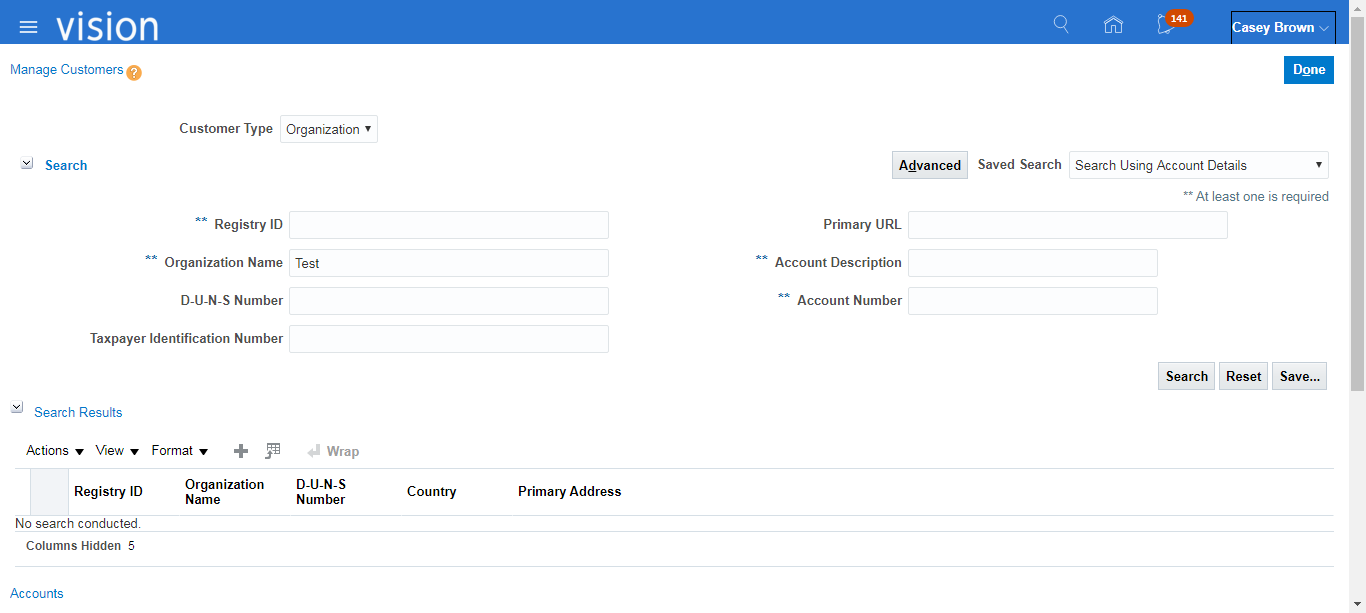 vision
141
Casey Brown
Manage Customers ?
Done
Customer Type Organization
Search Advanced Saved Search Search Using Account Details
** At least one is required
** Registry ID Primary URL
** Organization Name Test ** Account Description
D-U-N-S Number ** Account Number
Taxpayer Identification Number
Search Reset Save...
Search Results
Actions View Format Wrap
Registry ID Organization Name D-U-N-S Number Country Primary Address
No search conducted.
Columns Hidden 5
Accounts